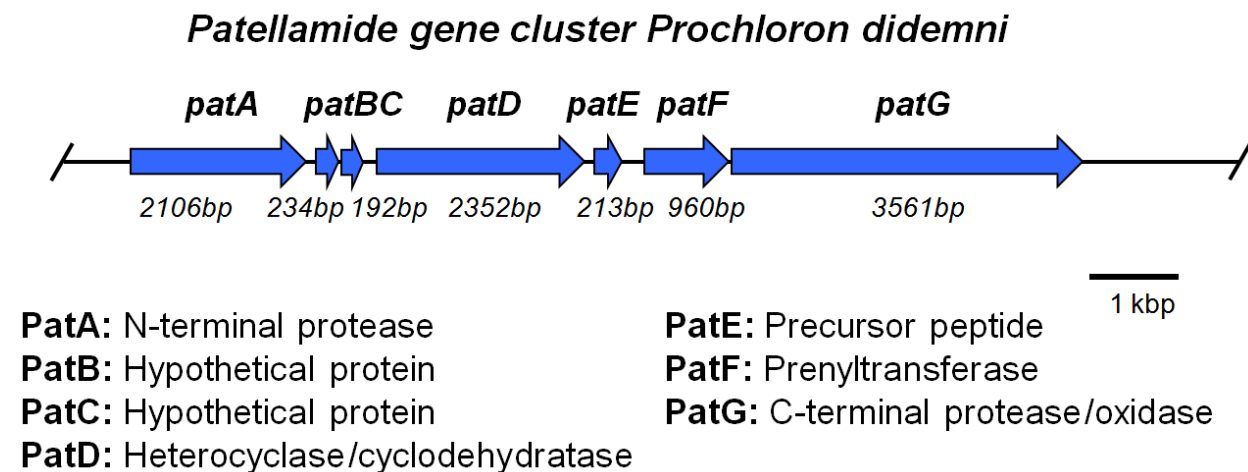 Patellamide gene cluster Prochloron didemni
patA patBC patD patE patF patG
2106bp 234bp 192bp 2352bp 213bp 960bp 3561bp
1 kbp
PatA: N-terminal protease
PatB: Hypothetical protein
PatC: Hypothetical protein
PatD: Heterocyclase/cyclodehydratase
PatE: Precursor peptide
PatF: Prenyltransferase
PatG: C-terminal protease/oxidase